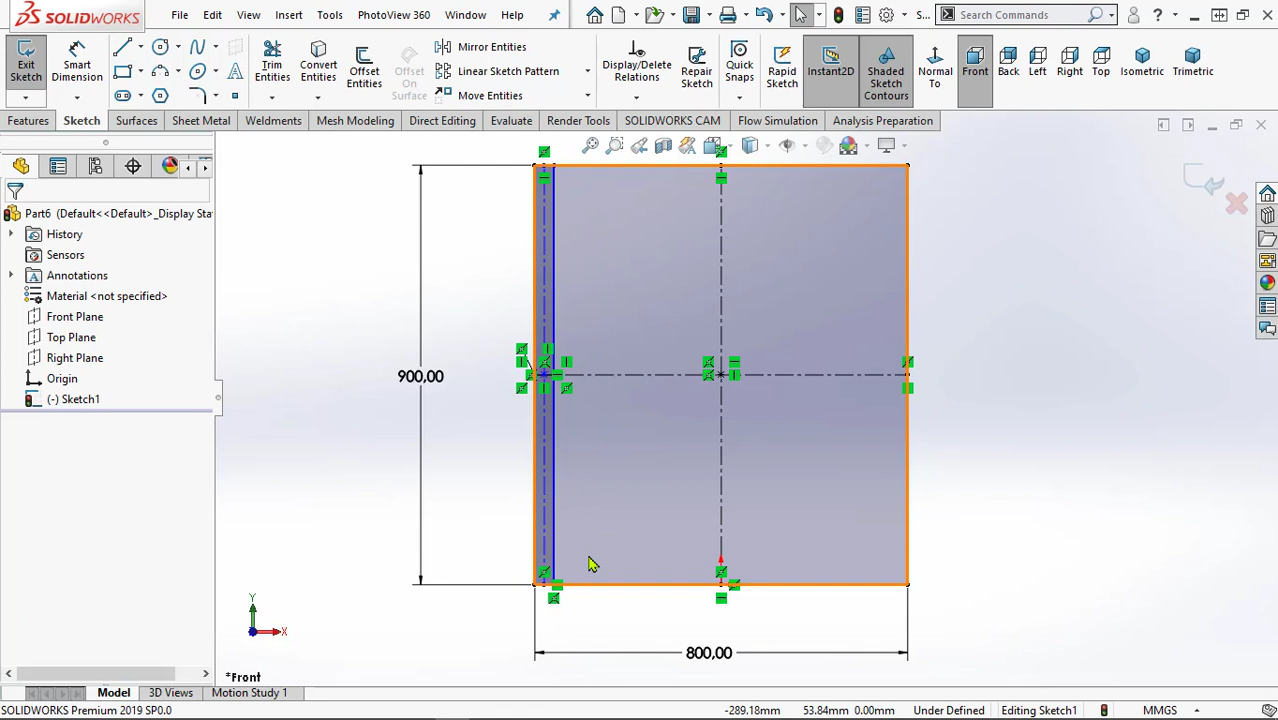 SOLIDWORKS File Edit View Insert Tools PhotoView 360 Window Help S... Search Commands ?
Exit Sketch
Smart Dimension
Trim Entities
Convert Entities
Offset Entities
Offset On Surface
Mirror Entities
Linear Sketch Pattern
Move Entities
Display/Delete Relations
Repair Sketch
Quick Snaps
Rapid Sketch
Instant2D
Shaded Sketch Contours
Normal To
Front
Back
Left
Right
Top
Isometric
Trimetric
Features Sketch Surfaces Sheet Metal Weldments Mesh Modeling Direct Editing Evaluate Render Tools SOLIDWORKS CAM Flow Simulation Analysis Preparation
Part6 (Default<<Default>_Display Sta
History
Sensors
Annotations
Material <not specified>
Front Plane
Top Plane
Right Plane
Origin
(-) Sketch1
900,00
800,00
Y
X
*Front
Model 3D Views Motion Study 1
SOLIDWORKS Premium 2019 SP0.0 -289.18mm 53.84mm 0.00mm Under Defined Editing Sketch1 MMGS